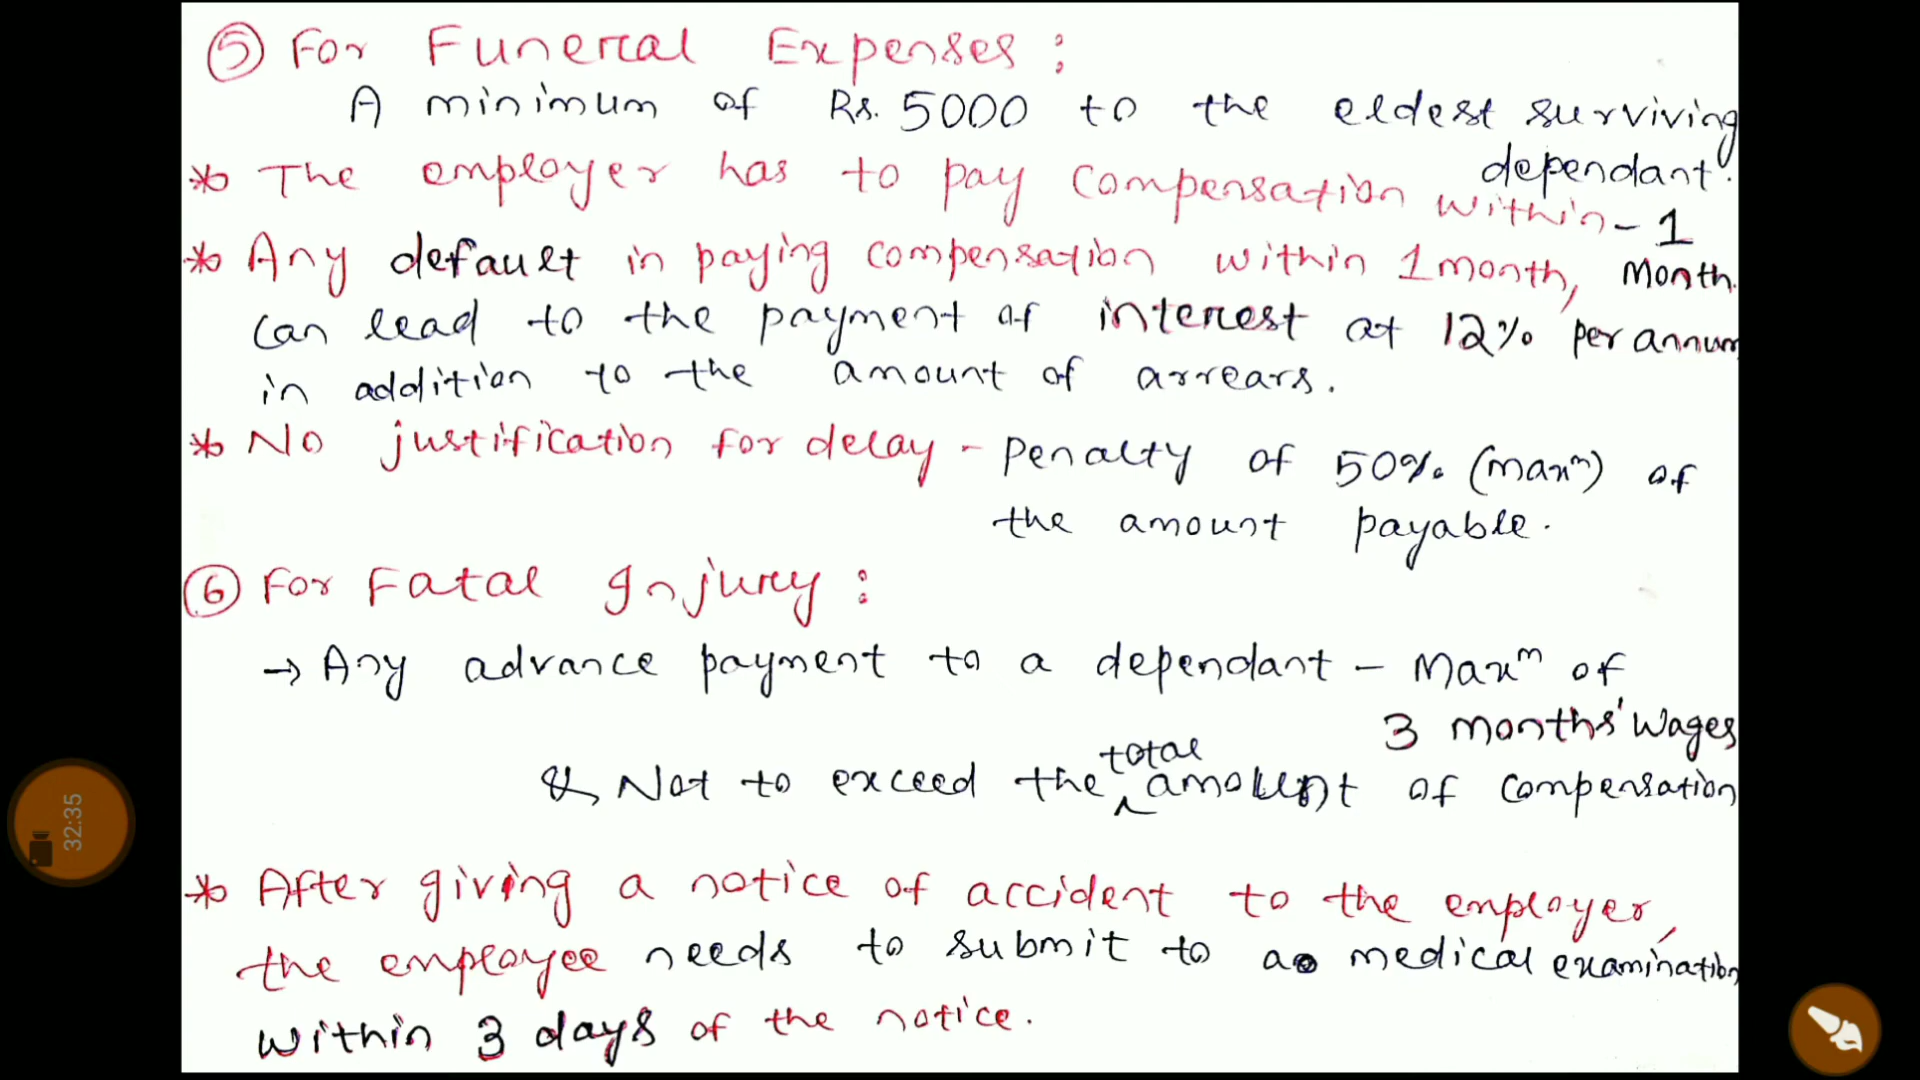 5 For Funeral Expenses :
A minimum of Rs. 5000 to the eldest surviving
dependant.
* The employer has to pay compensation within - 1
Month.
* Any default in paying compensation within 1 month,
can lead to the payment of interest at 12% per annum
in addition to the amount of arrears.
* No justification for delay - Penalty of 50% (maxm) of
the amount payable.
6 For Fatal Injury :
→ Any advance payment to a dependant - Maxm of
3 months' wages
& Not to exceed the total amount of compensation
* After giving a notice of accident to the employer,
the employee needs to submit to a medical examination
within 3 days of the notice.
32:35